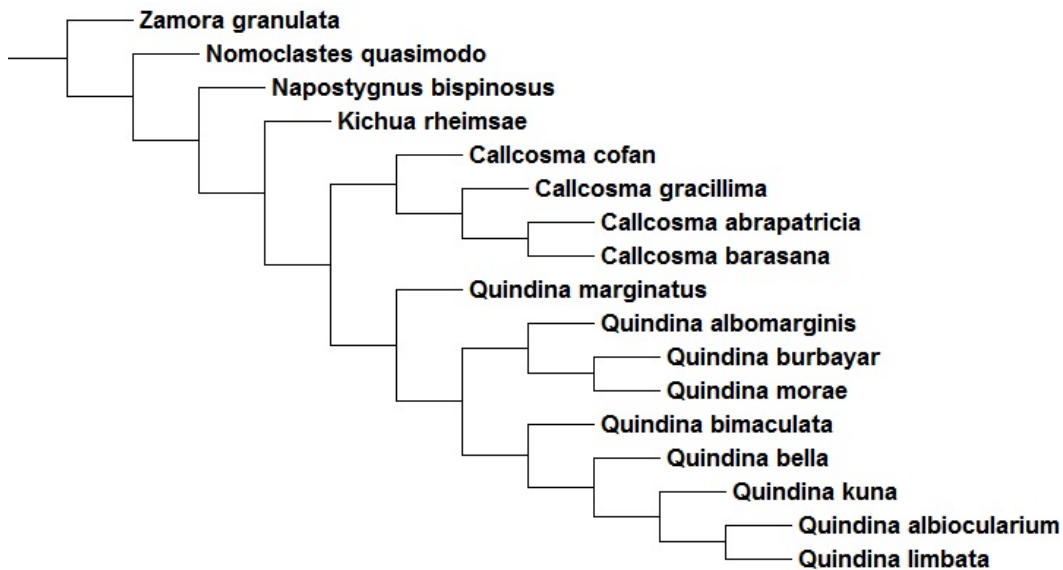 Zamora granulata
Nomoclastes quasimodo
Napostygnus bispinosus
Kichua rheimsae
Callcosma cofan
Callcosma gracillima
Callcosma abrapatricia
Callcosma barasana
Quindina marginatus
Quindina albomarginis
Quindina burbayar
Quindina morae
Quindina bimaculata
Quindina bella
Quindina kuna
Quindina albiocularium
Quindina limbata